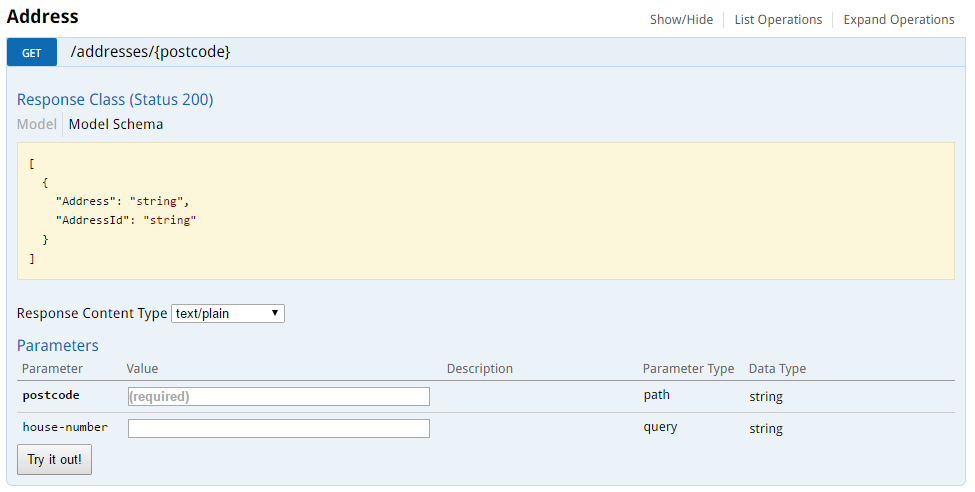 Address
Show/Hide List Operations Expand Operations
GET /addresses/{postcode}
Response Class (Status 200)
Model Model Schema
[
{
"Address": "string",
"AddressId": "string"
}
]
Response Content Type text/plain
Parameters
Parameter Value Description Parameter Type Data Type
postcode (required) path string
house-number query string
Try it out!